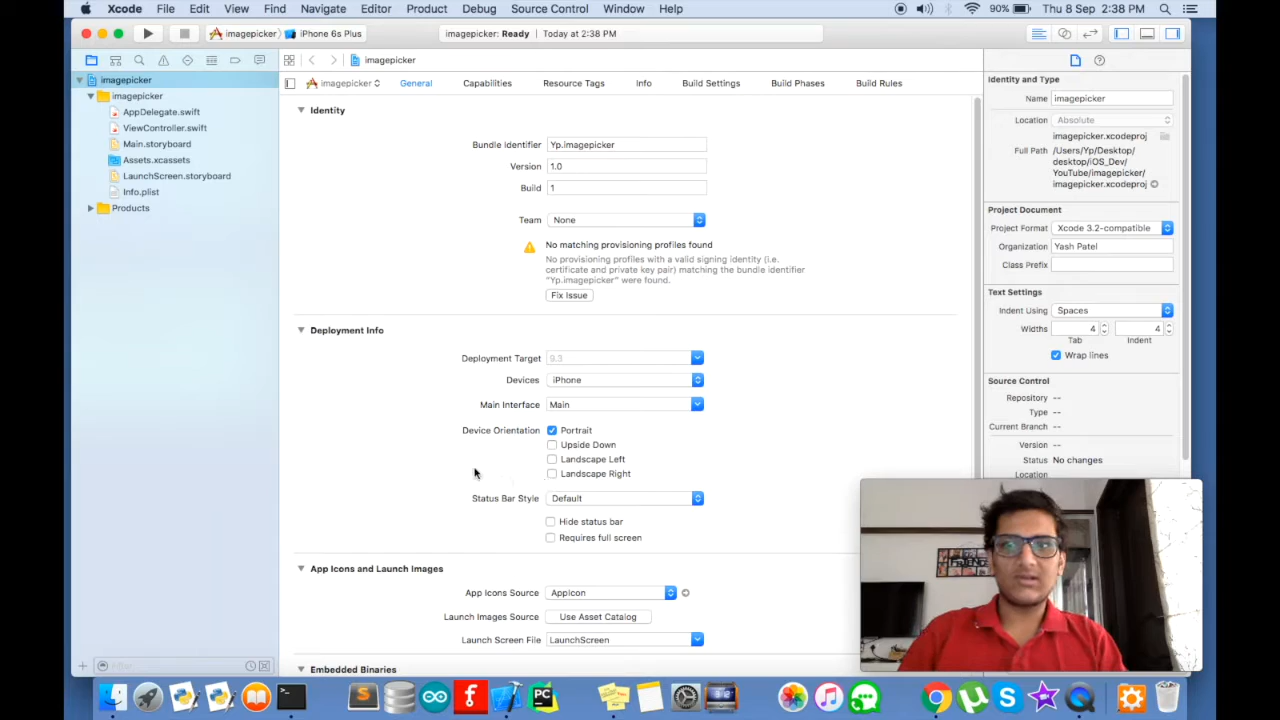 Xcode File Edit View Find Navigate Editor Product Debug Source Control Window Help 90% Thu 8 Sep 2:38 PM
imagepicker iPhone 6s Plus imagepicker: Ready Today at 2:38 PM
imagepicker
imagepicker
imagepicker General Capabilities Resource Tags Info Build Settings Build Phases Build Rules
imagepicker
AppDelegate.swift
ViewController.swift
Main.storyboard
Assets.xcassets
LaunchScreen.storyboard
Info.plist
Products
Filter
Identity
Bundle Identifier Yp.imagepicker
Version 1.0
Build 1
Team None
No matching provisioning profiles found
No provisioning profiles with a valid signing identity (i.e.
certificate and private key pair) matching the bundle identifier
"Yp.imagepicker" were found.
Fix Issue
Deployment Info
Deployment Target 9.3
Devices iPhone
Main Interface Main
Device Orientation Portrait
Upside Down
Landscape Left
Landscape Right
Status Bar Style Default
Hide status bar
Requires full screen
App Icons and Launch Images
App Icons Source AppIcon
Launch Images Source Use Asset Catalog
Launch Screen File LaunchScreen
Embedded Binaries
Identity and Type
Name imagepicker
Location Absolute
imagepicker.xcodeproj
Full Path /Users/Yp/Desktop/
desktop/iOS_Dev/
YouTube/imagepicker/
imagepicker.xcodeproj
Project Document
Project Format Xcode 3.2-compatible
Organization Yash Patel
Class Prefix
Text Settings
Indent Using Spaces
Widths 4 4
Tab Indent
Wrap lines
Source Control
Repository --
Type --
Current Branch --
Version --
Status No changes
Location
PC